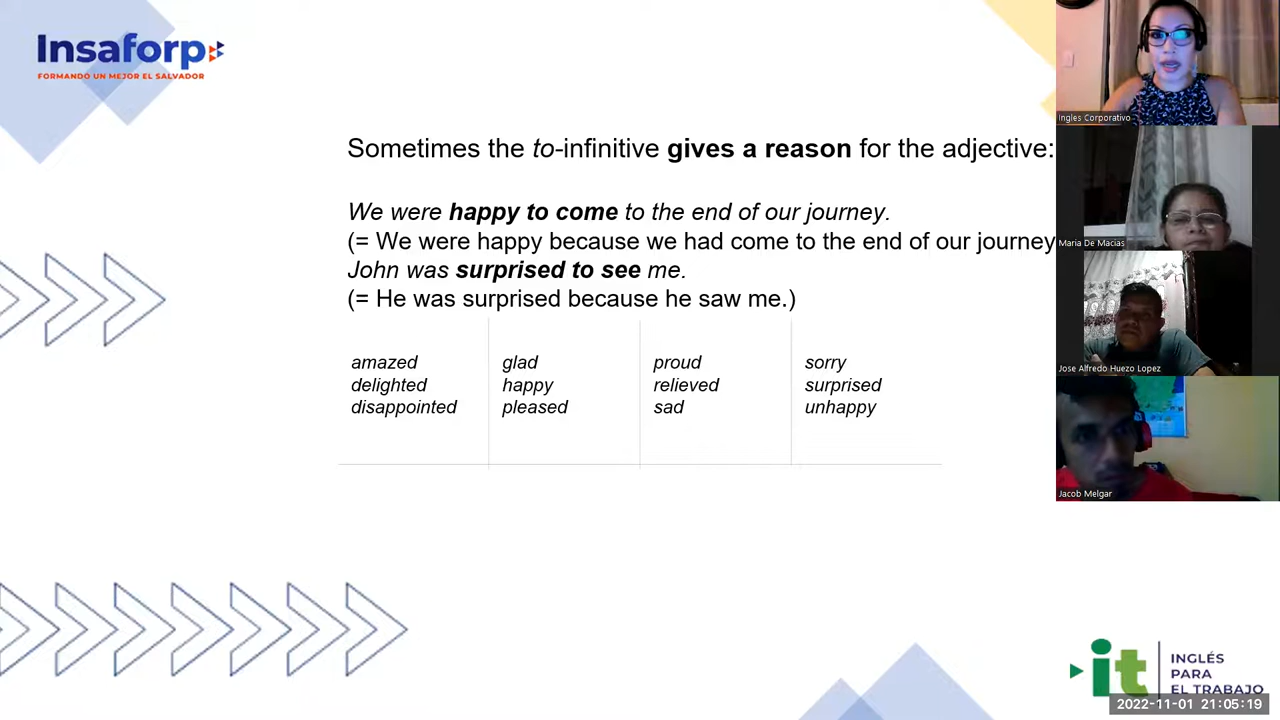 Insaforp
FORMANDO UN MEJOR EL SALVADOR
Sometimes the to-infinitive gives a reason for the adjective:
We were happy to come to the end of our journey.
(= We were happy because we had come to the end of our journey
John was surprised to see me.
(= He was surprised because he saw me.)
amazed glad proud sorry
delighted happy relieved surprised
disappointed pleased sad unhappy
Ingles Corporativo
Maria De Macias
Jose Alfredo Huezo Lopez
Jacob Melgar
it
INGLÉS
PARA
EL TRABAJO
2022-11-01 21:05:19